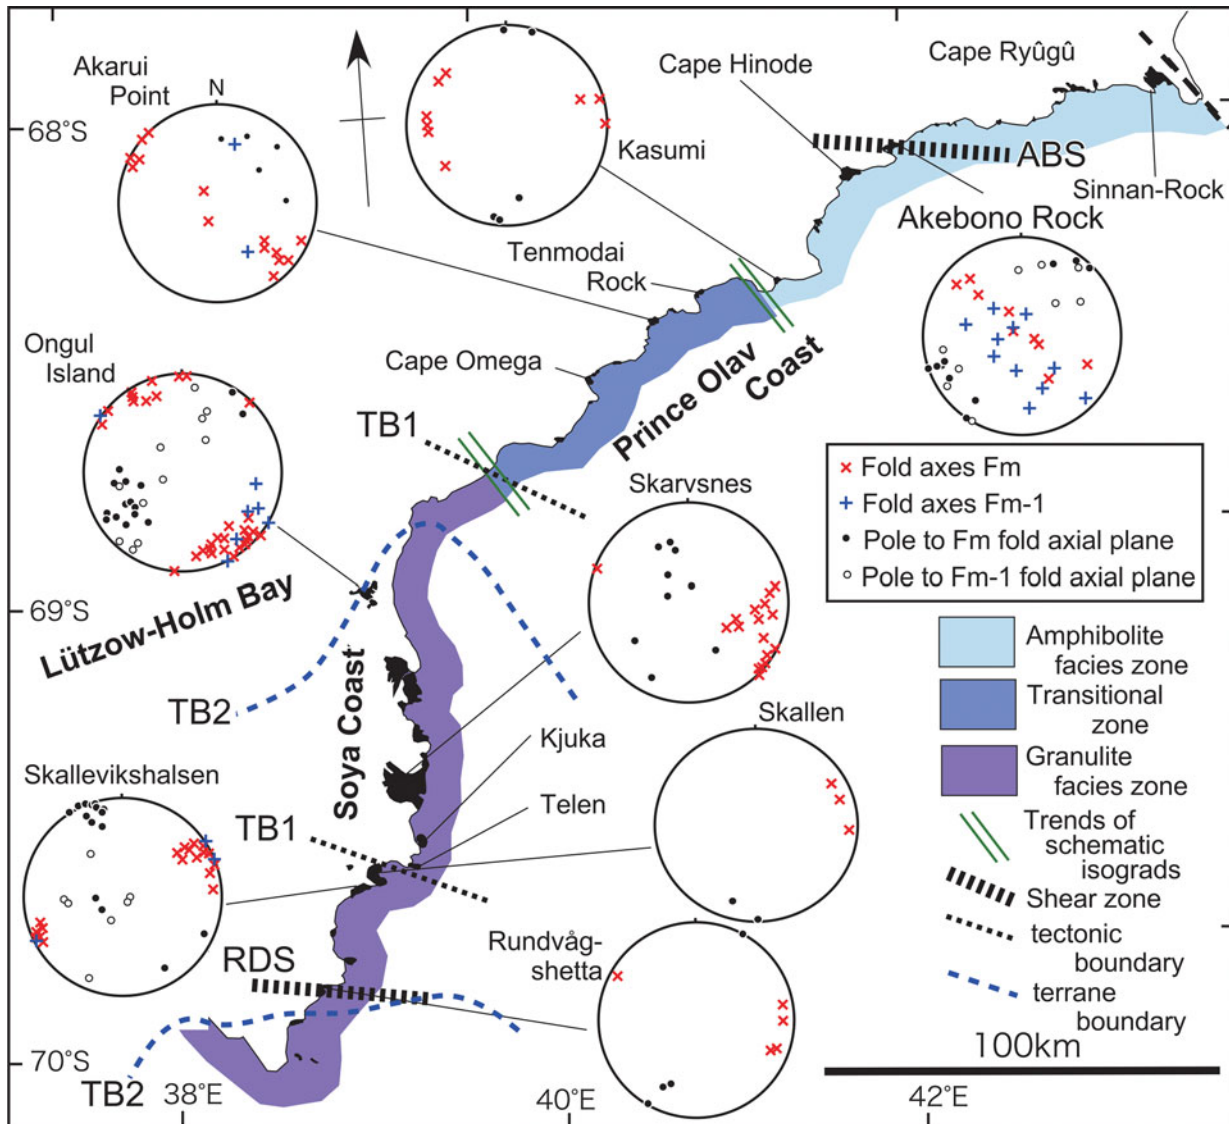 Akarui
Point
N
68°S
Cape Hinode
Cape Ryûgû
Kasumi
ABS
Sinnan-Rock
Akebono Rock
Tenmodai
Rock
Ongul
Island
Cape Omega
Prince Olav
Coast
TB1
Skarvsnes
× Fold axes Fm
+ Fold axes Fm-1
• Pole to Fm fold axial plane
○ Pole to Fm-1 fold axial plane
69°S
Lützow-Holm Bay
Soya Coast
TB2
Amphibolite
facies zone
Transitional
zone
Granulite
facies zone
Trends of
schematic
isograds
Shear zone
tectonic
boundary
terrane
boundary
Skallen
Kjuka
Telen
Skallevikshalsen
TB1
Rundvåg-
shetta
RDS
70°S
TB2
38°E
40°E
42°E
100km